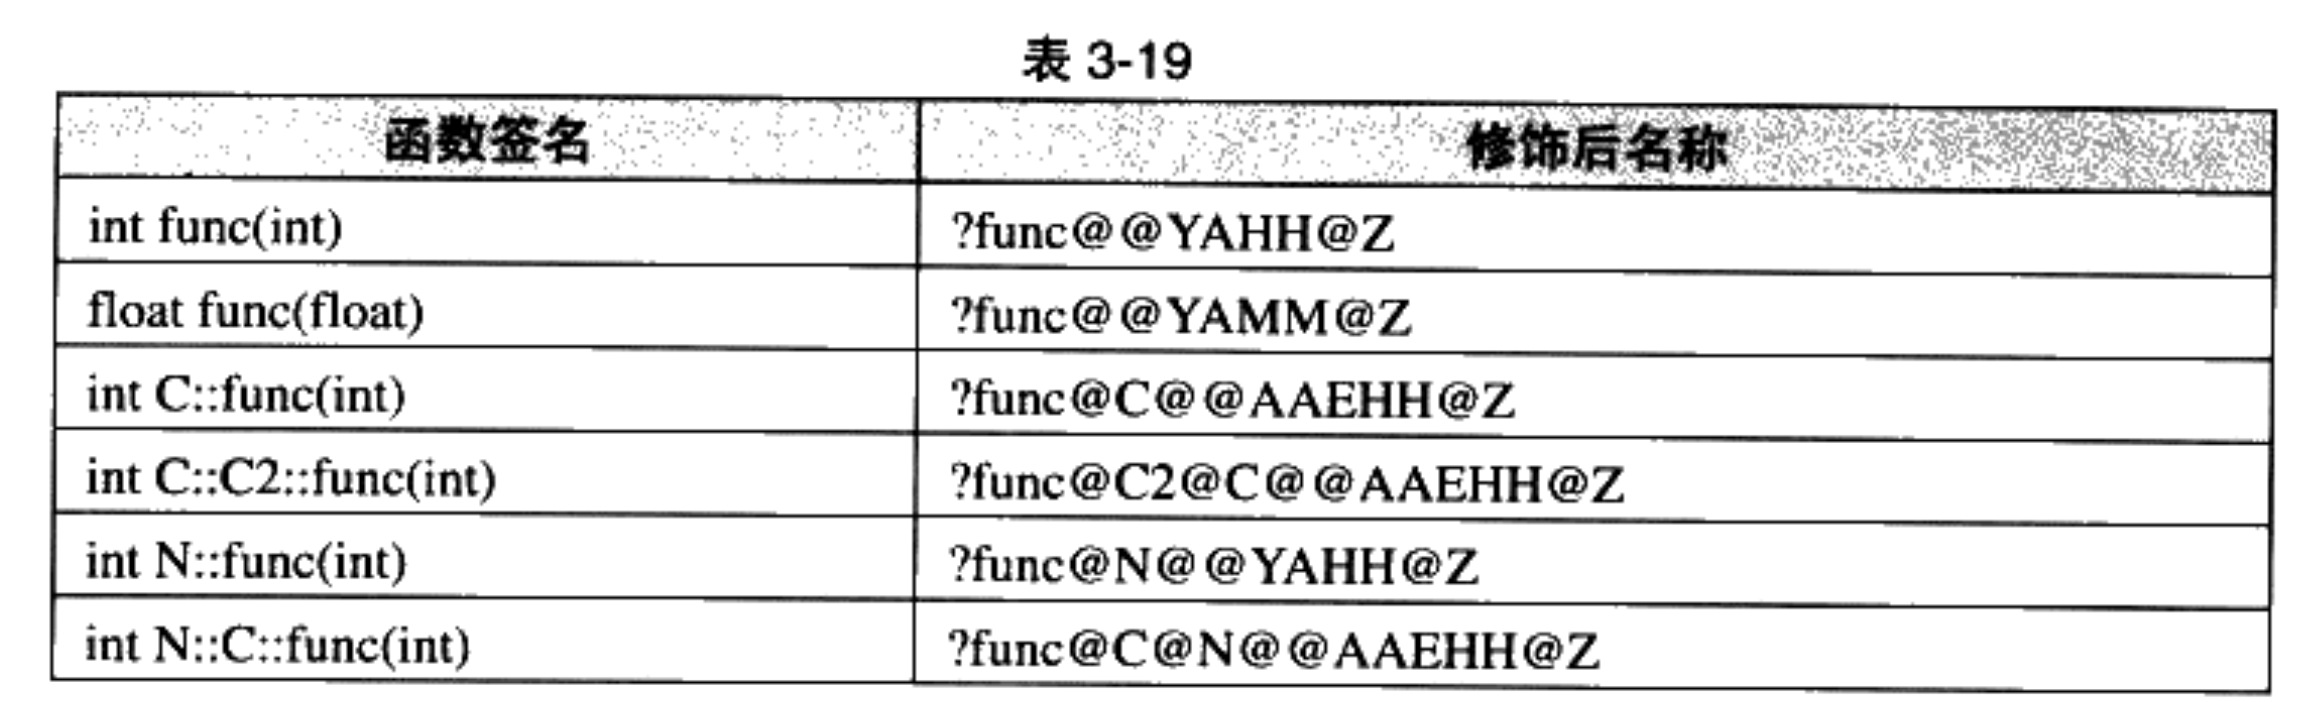 表 3-19
函数签名 修饰后名称
int func(int) ?func@@YAHH@Z
float func(float) ?func@@YAMM@Z
int C::func(int) ?func@C@@AAEHH@Z
int C::C2::func(int) ?func@C2@C@@AAEHH@Z
int N::func(int) ?func@N@@YAHH@Z
int N::C::func(int) ?func@C@N@@AAEHH@Z